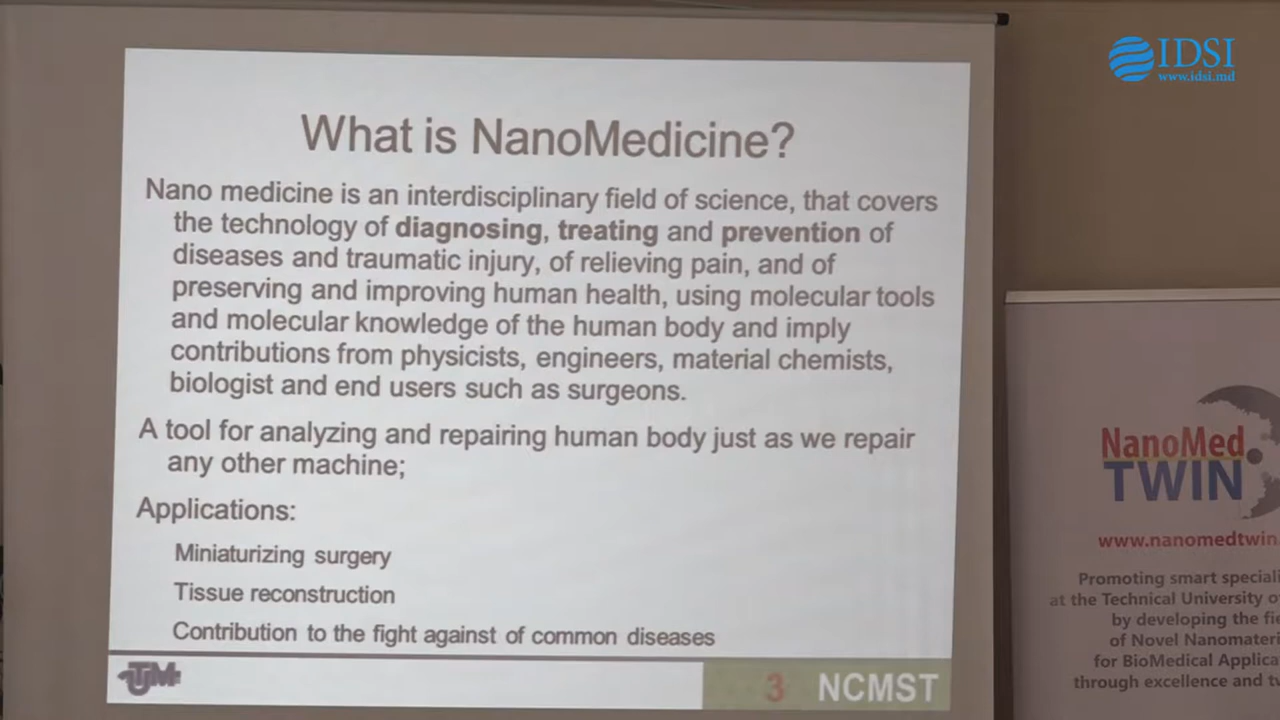 IDSI
www.idsi.md
What is NanoMedicine?
Nano medicine is an interdisciplinary field of science, that covers
the technology of diagnosing, treating and prevention of
diseases and traumatic injury, of relieving pain, and of
preserving and improving human health, using molecular tools
and molecular knowledge of the human body and imply
contributions from physicists, engineers, material chemists,
biologist and end users such as surgeons.
A tool for analyzing and repairing human body just as we repair
any other machine;
Applications:
Miniaturizing surgery
Tissue reconstruction
Contribution to the fight against of common diseases
UTM
3 NCMST
NanoMed
TWIN
www.nanomedtwin
Promoting smart
at the Technical University
by developing the
of Novel
for BioMedical
through excellence and